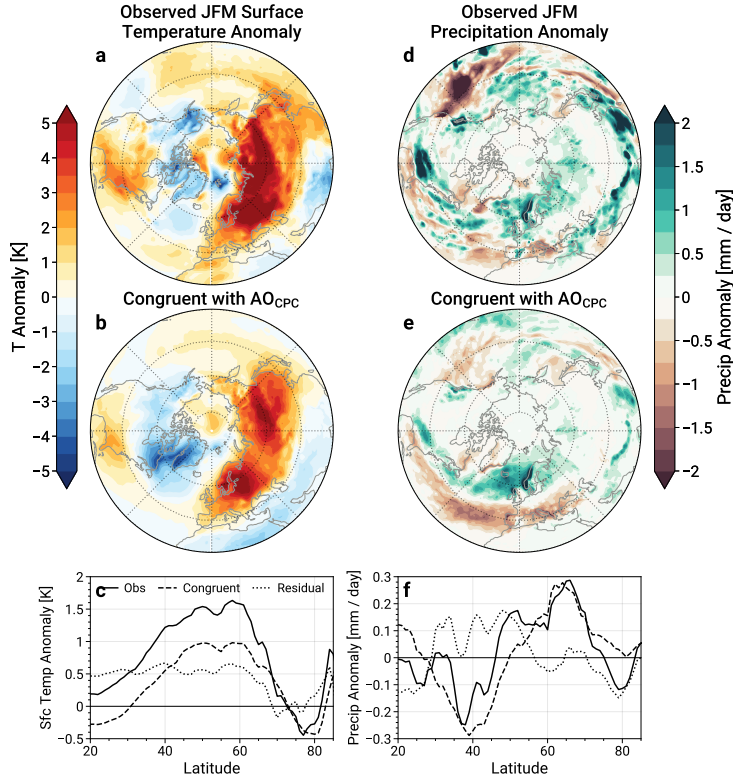 Observed JFM Surface
Temperature Anomaly
Observed JFM
Precipitation Anomaly
a
d
5
4
3
2
1
0
−1
−2
−3
−4
−5
T Anomaly [K]
2
1.5
1
0.5
0
−0.5
−1
−1.5
−2
Precip Anomaly [mm / day]
Congruent with AOCPC
Congruent with AOCPC
b
e
c
Obs
Congruent
Residual
f
2
1.5
1
0.5
0
−0.5
Sfc Temp Anomaly [K]
20
40
60
80
Latitude
0.3
0.2
0.1
0
−0.1
−0.2
−0.3
Precip Anomaly [mm / day]
20
40
60
80
Latitude